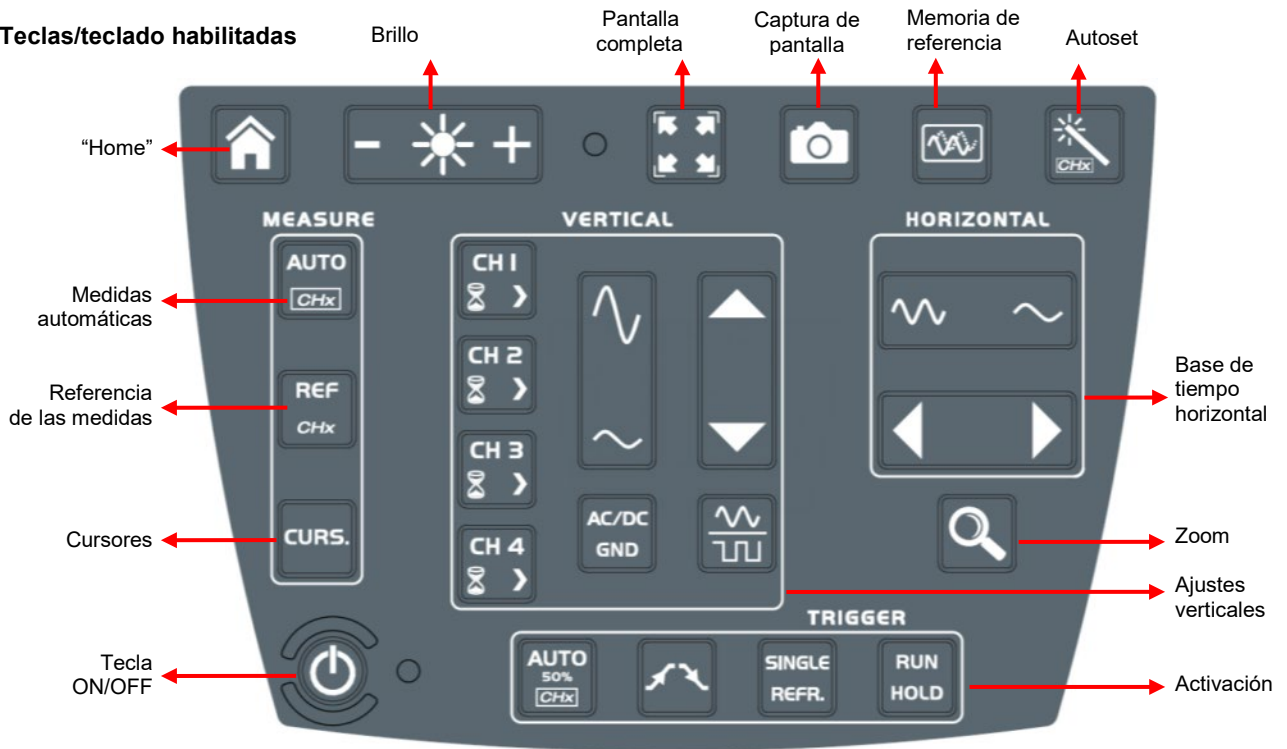 Teclas/teclado habilitadas
Brillo
Pantalla
completa
Captura de
pantalla
Memoria de
referencia
Autoset
“Home”
- +
CHx
MEASURE
VERTICAL
HORIZONTAL
Medidas
automáticas
AUTO
CHx
Referencia
de las medidas
REF
CHx
Cursores
CURS.
CH 1
CH 2
CH 3
CH 4
AC/DC
GND
Base de
tiempo
horizontal
Zoom
Ajustes
verticales
TRIGGER
Tecla
ON/OFF
AUTO
50%
CHx
SINGLE
REFR.
RUN
HOLD
Activación